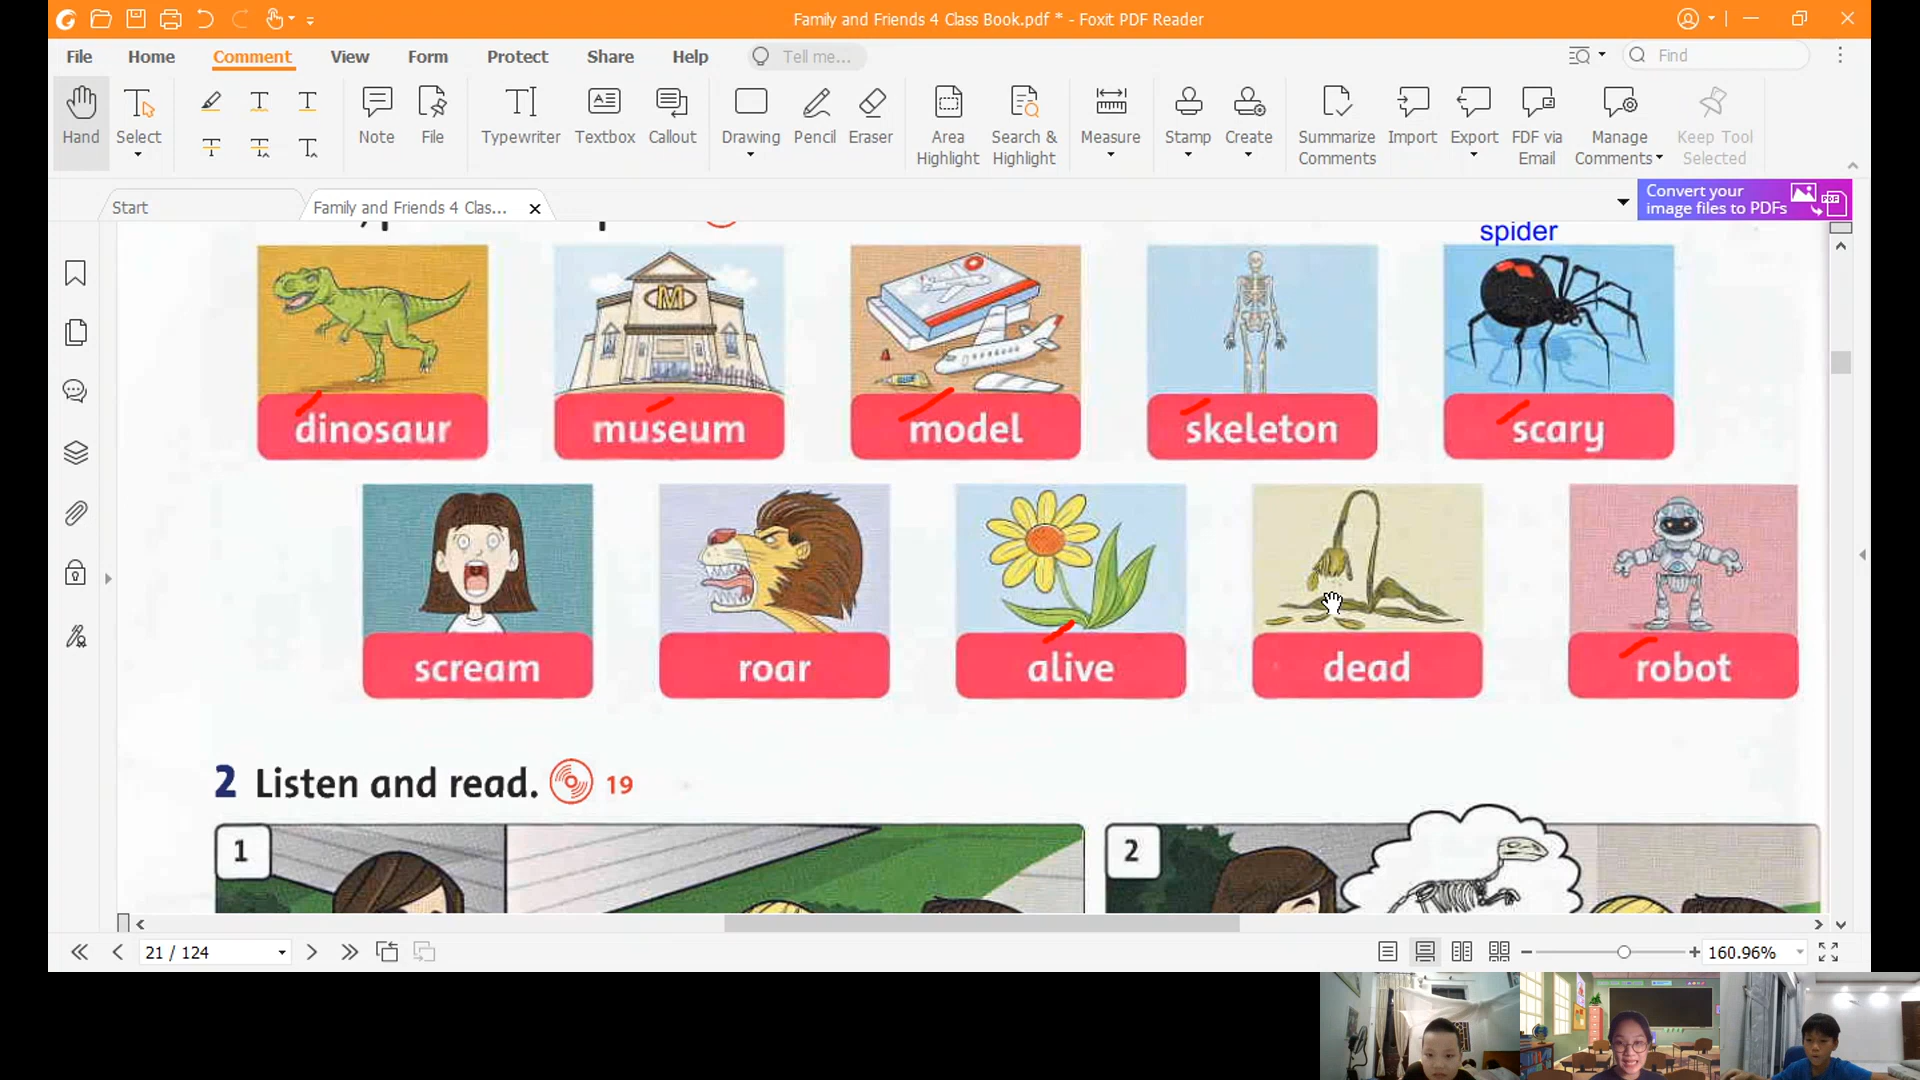 Family and Friends 4 Class Book.pdf * - Foxit PDF Reader
File Home Comment View Form Protect Share Help Tell me... Find
Hand Select Note File Typewriter Textbox Callout Drawing Pencil Eraser Area Highlight Search & Highlight Measure Stamp Create Summarize Comments Import Export FDF via Email Manage Comments Keep Tool Selected
Start Family and Friends 4 Clas... Convert your
image files to PDFs
spider
M
dinosaur museum model skeleton scary
scream roar alive dead robot
2 Listen and read. 19
1 2
21 / 124 160.96%